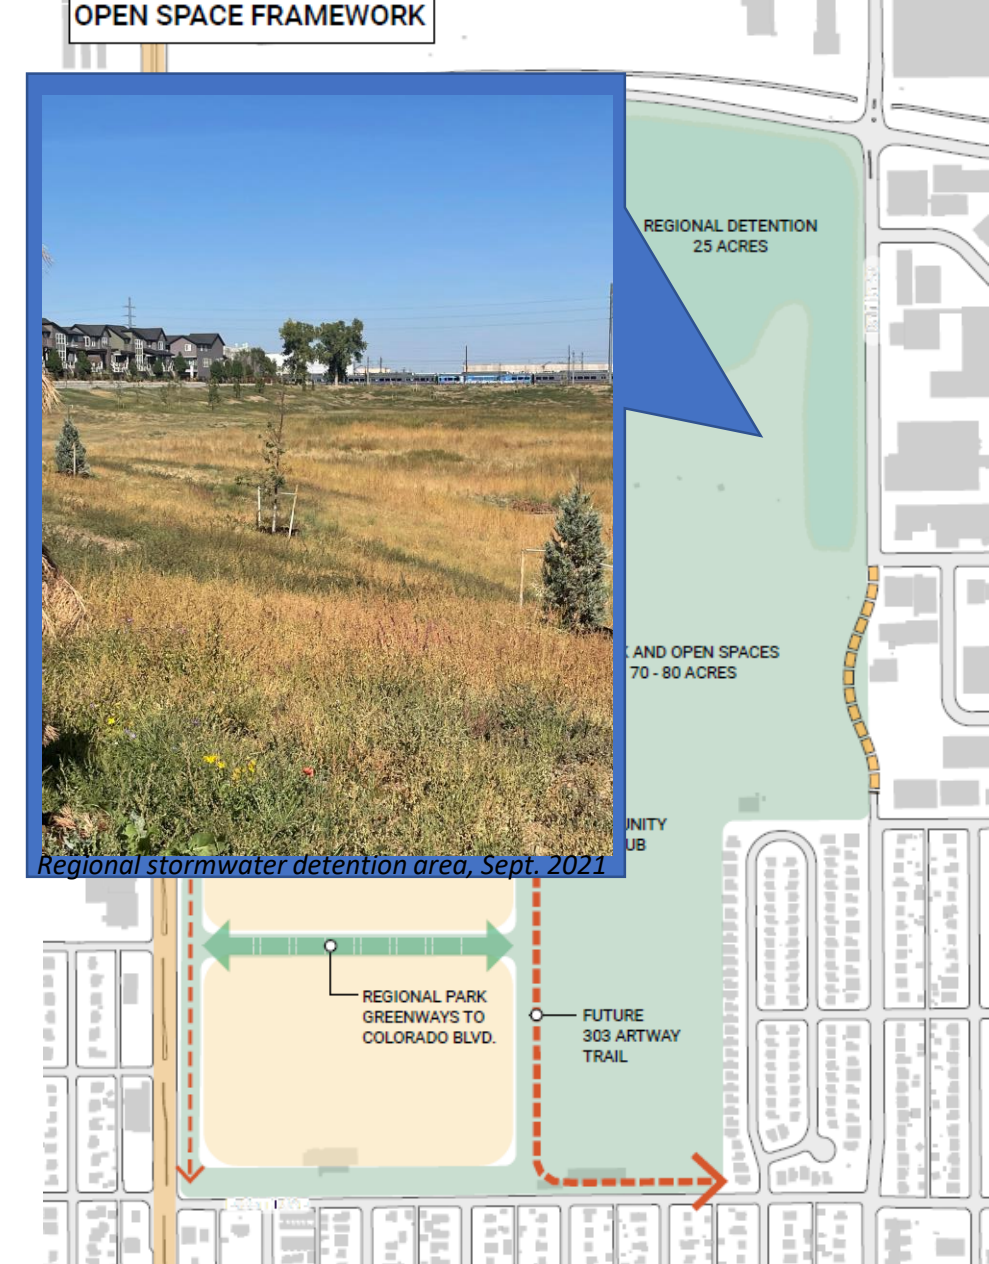 OPEN SPACE FRAMEWORK
REGIONAL DETENTION
25 ACRES
AND OPEN SPACES
70 - 80 ACRES
Regional stormwater detention area, Sept. 2021
REGIONAL PARK
GREENWAYS TO
COLORADO BLVD.
FUTURE
303 ARTWAY
TRAIL